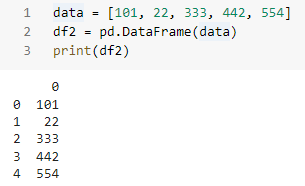 1 data = [101, 22, 333, 442, 554]
2 df2 = pd.DataFrame(data)
3 print(df2)
0
0 101
1 22
2 333
3 442
4 554